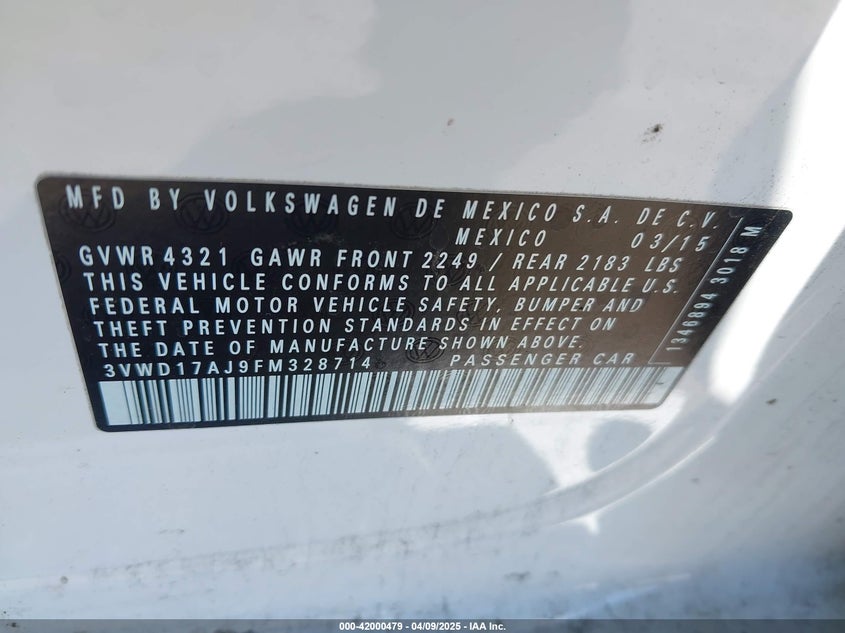 MFD BY VOLKSWAGEN DE MEXICO S.A. DE C.V.
MEXICO 03/15
GVWR 4321 GAWR FRONT 2249 / REAR 2183 LBS
THIS VEHICLE CONFORMS TO ALL APPLICABLE U.S.
FEDERAL MOTOR VEHICLE SAFETY, BUMPER AND
THEFT PREVENTION STANDARDS IN EFFECT ON
THE DATE OF MANUFACTURE SHOWN ABOVE.
3VWD17AJ9FM328714 PASSENGER CAR
1346894 3018 M
000-42000479 | 04/09/2025 | IAA Inc.